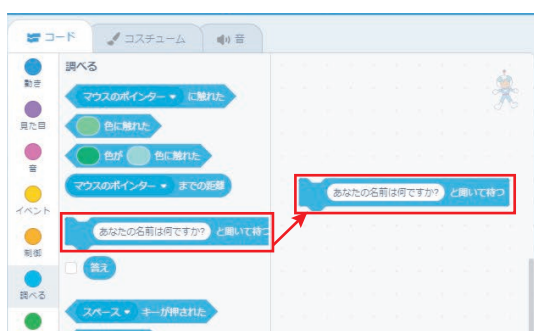 コード コスチューム 音
調べる
動き
マウスのポインター に触れた
見た目
色に触れた
音
色が 色に触れた
マウスのポインター までの距離
イベント
あなたの名前は何ですか? と聞いて待つ
あなたの名前は何ですか? と聞いて待つ
制御
答え
調べる
スペース キーが押された